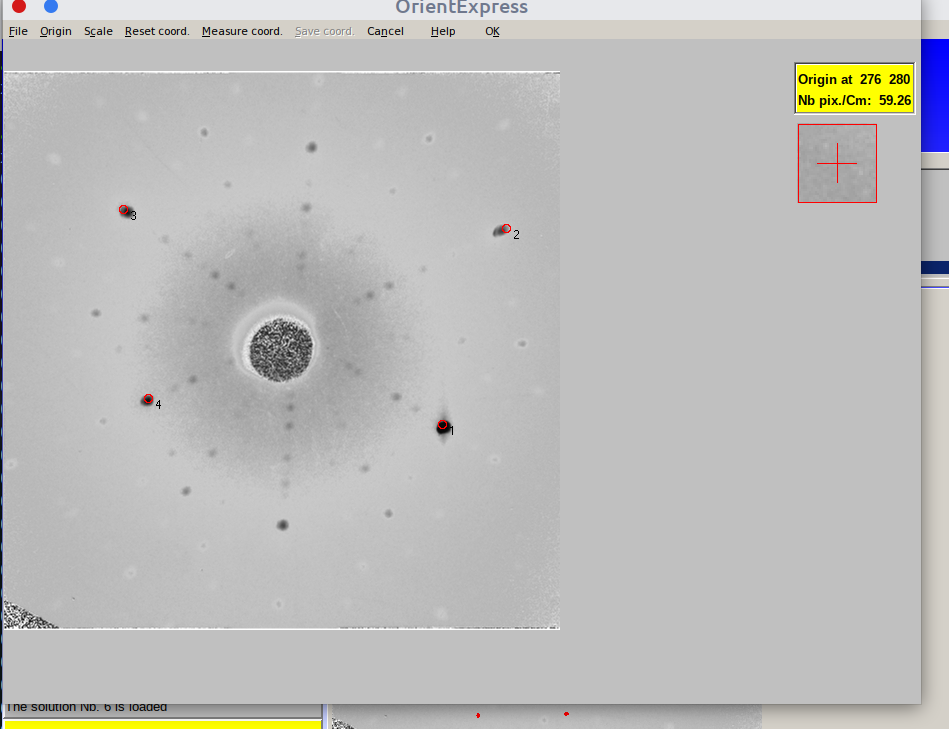 OrientExpress
File Origin Scale Reset coord. Measure coord. Save coord. Cancel Help OK
Origin at 276 280
Nb pix./Cm: 59.26
3
2
4
1
The solution Nb. 6 is loaded